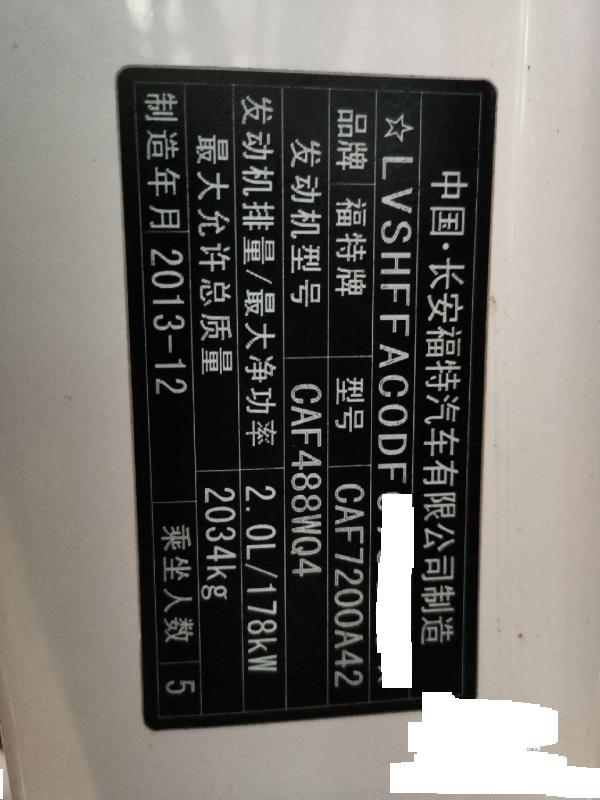 中国·长安福特汽车有限公司制造
☆LVSHFFAC0DF
品牌 福特牌 型号 CAF7200A42
发动机型号 CAF488WQ4
发动机排量/最大净功率 2.0L/178kW
最大允许总质量 2034kg
制造年月 2013-12 乘坐人数 5